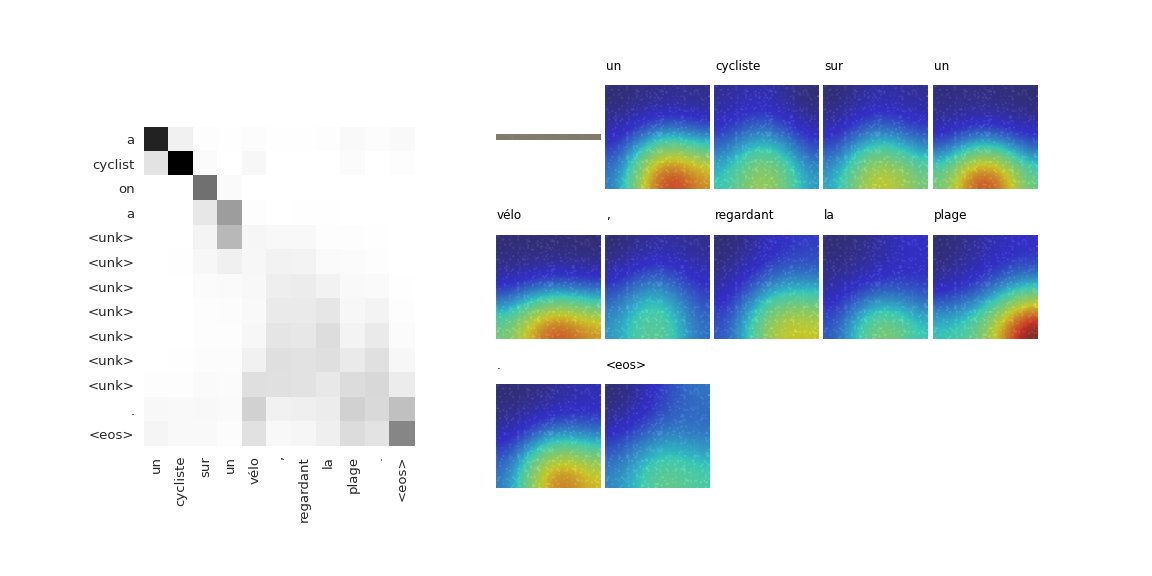 a
cyclist
on
a
<unk>
<unk>
<unk>
<unk>
<unk>
<unk>
<unk>
.
<eos>
un cycliste sur un vélo , regardant la plage . <eos>
un cycliste sur un
vélo , regardant la plage
. <eos>